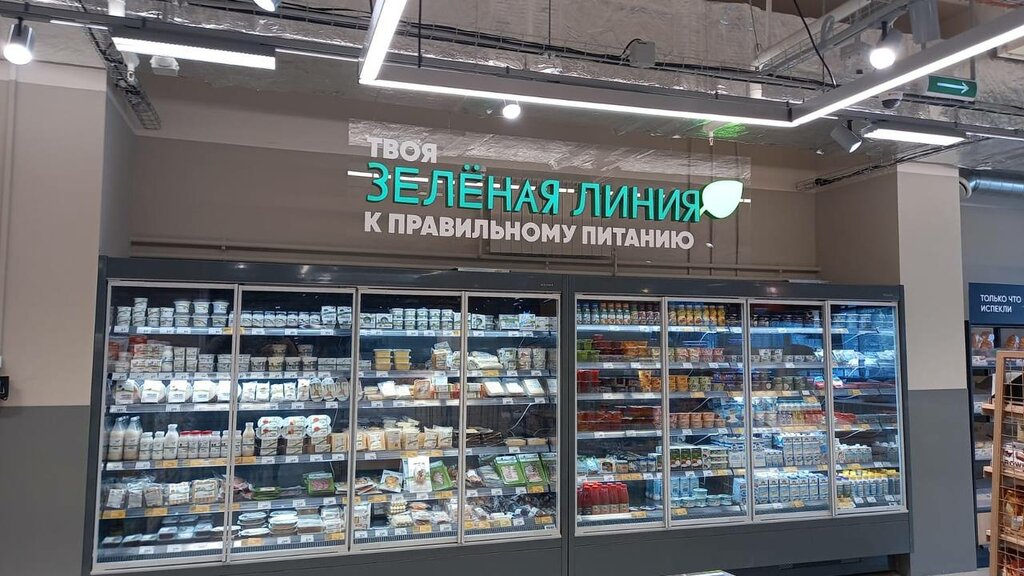 ТВОЯ
ЗЕЛЁНАЯ ЛИНИЯ
К ПРАВИЛЬНОМУ ПИТАНИЮ
ТОЛЬКО ЧТО
ИСПЕКЛИ